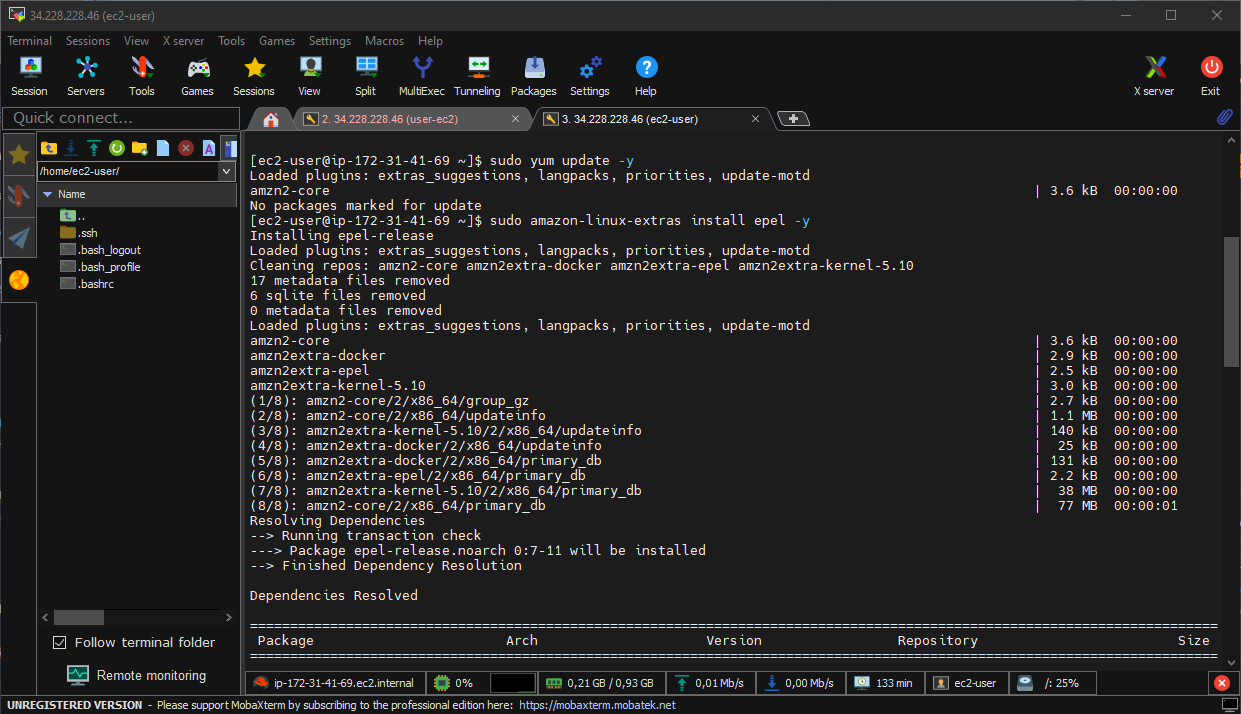 34.228.228.46 (ec2-user)
Terminal Sessions View X server Tools Games Settings Macros Help
Session Servers Tools Games Sessions View Split MultiExec Tunneling Packages Settings Help X server Exit
Quick connect...
2. 34.228.228.46 (user-ec2)
3. 34.228.228.46 (ec2-user)
/home/ec2-user/
Name
..
.ssh
.bash_logout
.bash_profile
.bashrc
Follow terminal folder
Remote monitoring
[ec2-user@ip-172-31-41-69 ~]$ sudo yum update -y
Loaded plugins: extras_suggestions, langpacks, priorities, update-motd
amzn2-core | 3.6 kB 00:00:00
No packages marked for update
[ec2-user@ip-172-31-41-69 ~]$ sudo amazon-linux-extras install epel -y
Installing epel-release
Loaded plugins: extras_suggestions, langpacks, priorities, update-motd
Cleaning repos: amzn2-core amzn2extra-docker amzn2extra-epel amzn2extra-kernel-5.10
17 metadata files removed
6 sqlite files removed
0 metadata files removed
Loaded plugins: extras_suggestions, langpacks, priorities, update-motd
amzn2-core | 3.6 kB 00:00:00
amzn2extra-docker | 2.9 kB 00:00:00
amzn2extra-epel | 2.5 kB 00:00:00
amzn2extra-kernel-5.10 | 3.0 kB 00:00:00
(1/8): amzn2-core/2/x86_64/group_gz | 2.7 kB 00:00:00
(2/8): amzn2-core/2/x86_64/updateinfo | 1.1 MB 00:00:00
(3/8): amzn2extra-kernel-5.10/2/x86_64/updateinfo | 140 kB 00:00:00
(4/8): amzn2extra-docker/2/x86_64/updateinfo | 25 kB 00:00:00
(5/8): amzn2extra-docker/2/x86_64/primary_db | 131 kB 00:00:00
(6/8): amzn2extra-epel/2/x86_64/primary_db | 2.2 kB 00:00:00
(7/8): amzn2extra-kernel-5.10/2/x86_64/primary_db | 38 MB 00:00:00
(8/8): amzn2-core/2/x86_64/primary_db | 77 MB 00:00:01
Resolving Dependencies
--> Running transaction check
---> Package epel-release.noarch 0:7-11 will be installed
--> Finished Dependency Resolution
Dependencies Resolved
Package Arch Version Repository Size
ip-172-31-41-69.ec2.internal 0% 0,21 GB / 0,93 GB 0,01 Mb/s 0,00 Mb/s 133 min ec2-user /: 25%
UNREGISTERED VERSION - Please support MobaXterm by subscribing to the professional edition here: https://mobaxterm.mobatek.net